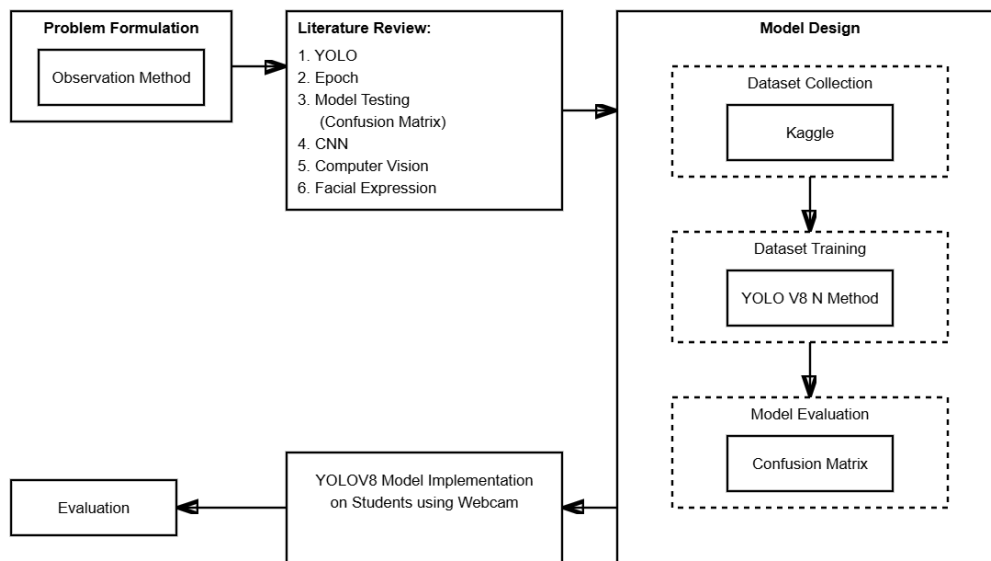 Problem Formulation
Observation Method
Literature Review:
1. YOLO
2. Epoch
3. Model Testing
(Confusion Matrix)
4. CNN
5. Computer Vision
6. Facial Expression
Model Design
Dataset Collection
Kaggle
Dataset Training
YOLO V8 N Method
Model Evaluation
Confusion Matrix
YOLOV8 Model Implementation
on Students using Webcam
Evaluation